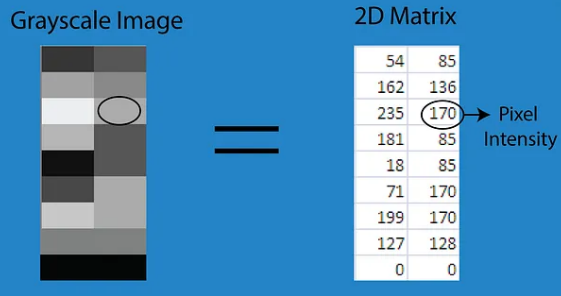 Grayscale Image
2D Matrix
54 85
162 136
235 170
181 85
18 85
71 170
199 170
127 128
0 0
Pixel
Intensity